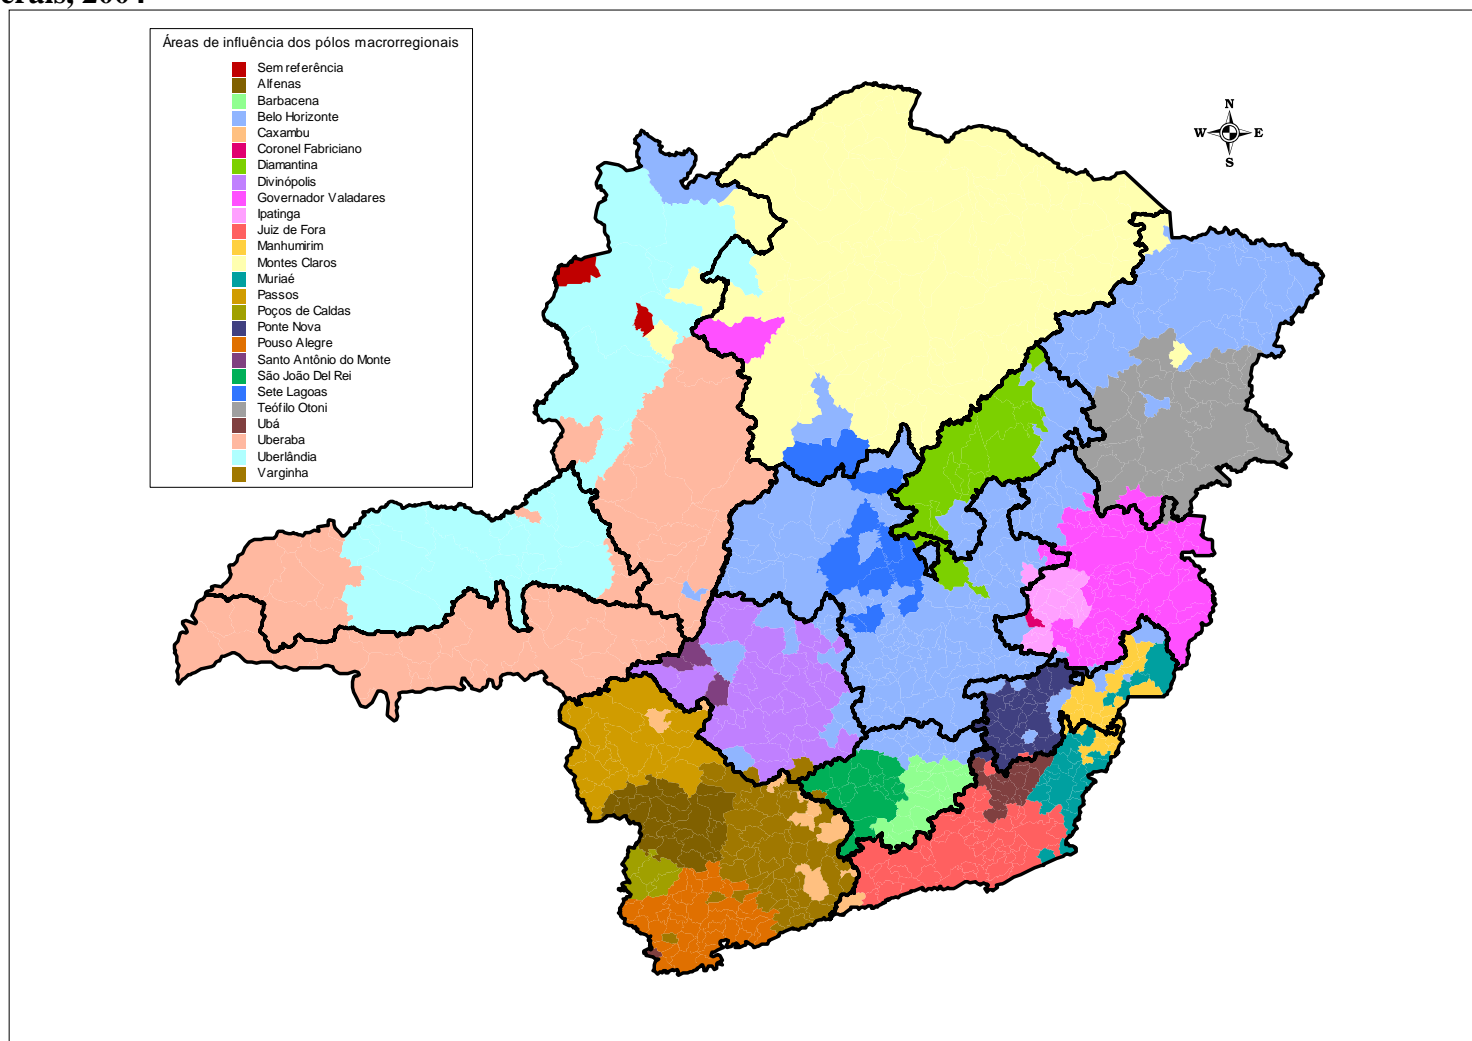 erais, 2004
Áreas de influência dos pólos macrorregionais
Sem referência
Alfenas
Barbacena
Belo Horizonte
Caxambu
Coronel Fabriciano
Diamantina
Divinópolis
Governador Valadares
Ipatinga
Juiz de Fora
Manhumirim
Montes Claros
Muriaé
Passos
Poços de Caldas
Ponte Nova
Pouso Alegre
Santo Antônio do Monte
São João Del Rei
Sete Lagoas
Teófilo Otoni
Ubá
Uberaba
Uberlândia
Varginha
N
W E
S